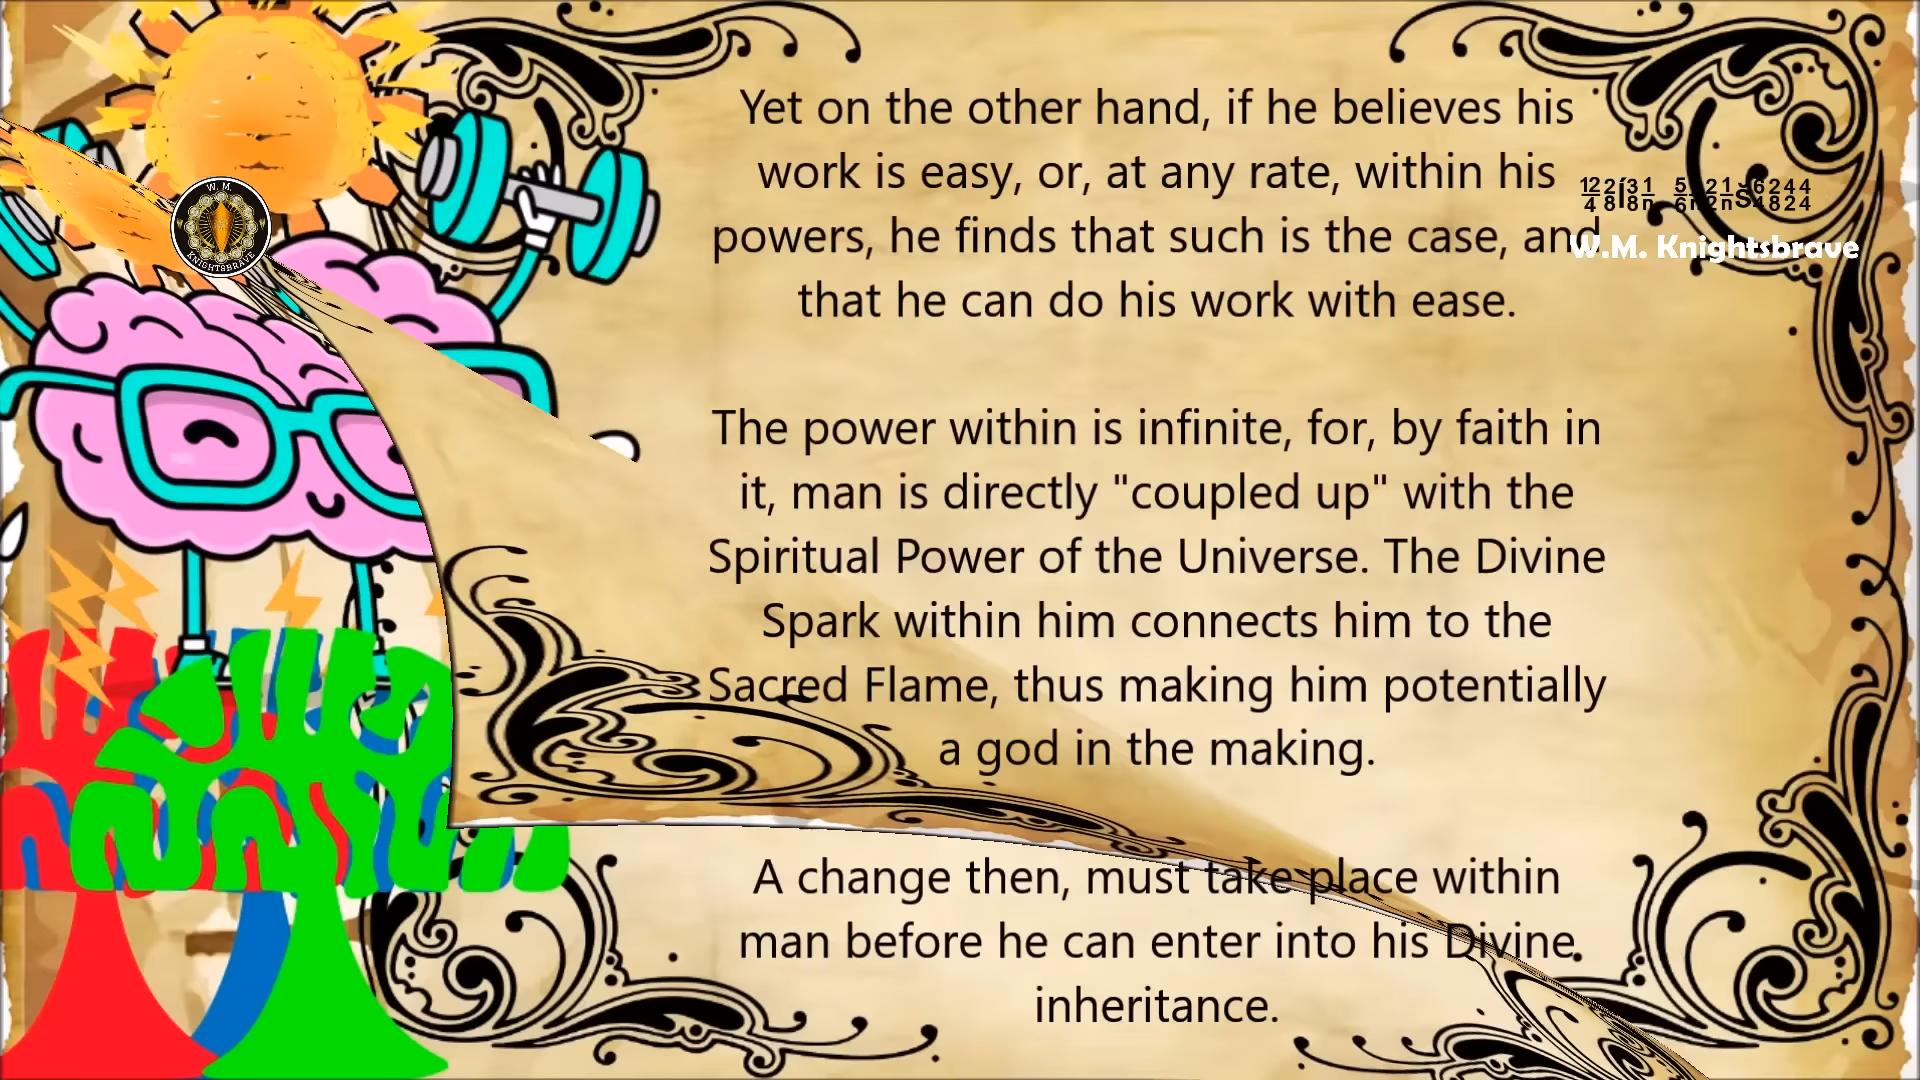 Yet on the other hand, if he believes his
work is easy, or, at any rate, within his
powers, he finds that such is the case, and
that he can do his work with ease.
W.M. Knightsbrave
W. M.
KNIGHTSBRAVE
The power within is infinite, for, by faith in
it, man is directly "coupled up" with the
Spiritual Power of the Universe. The Divine
Spark within him connects him to the
Sacred Flame, thus making him potentially
a god in the making.
A change then, must take place within
man before he can enter into his Divine
inheritance.